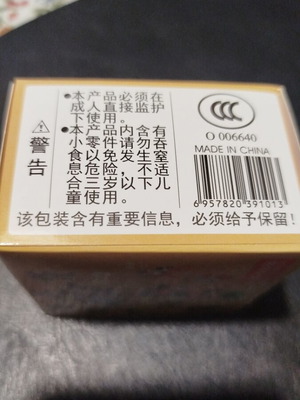 ●本产品必须在
成人直接监护
下使用。
●本产品内含有
小零件请勿吞
食以免发生窒
息危险，不适
合三岁以下儿
童使用。
警告
CCC
O 006640
MADE IN CHINA
6 957820 391013
该包装含有重要信息，必须给予保留！